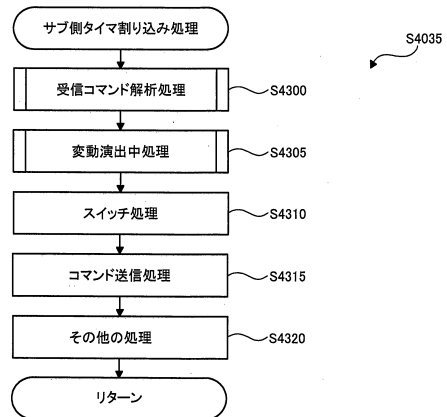 サブ側タイマ割り込み処理
S4035
受信コマンド解析処理
S4300
変動演出中処理
S4305
スイッチ処理
S4310
コマンド送信処理
S4315
その他の処理
S4320
リターン